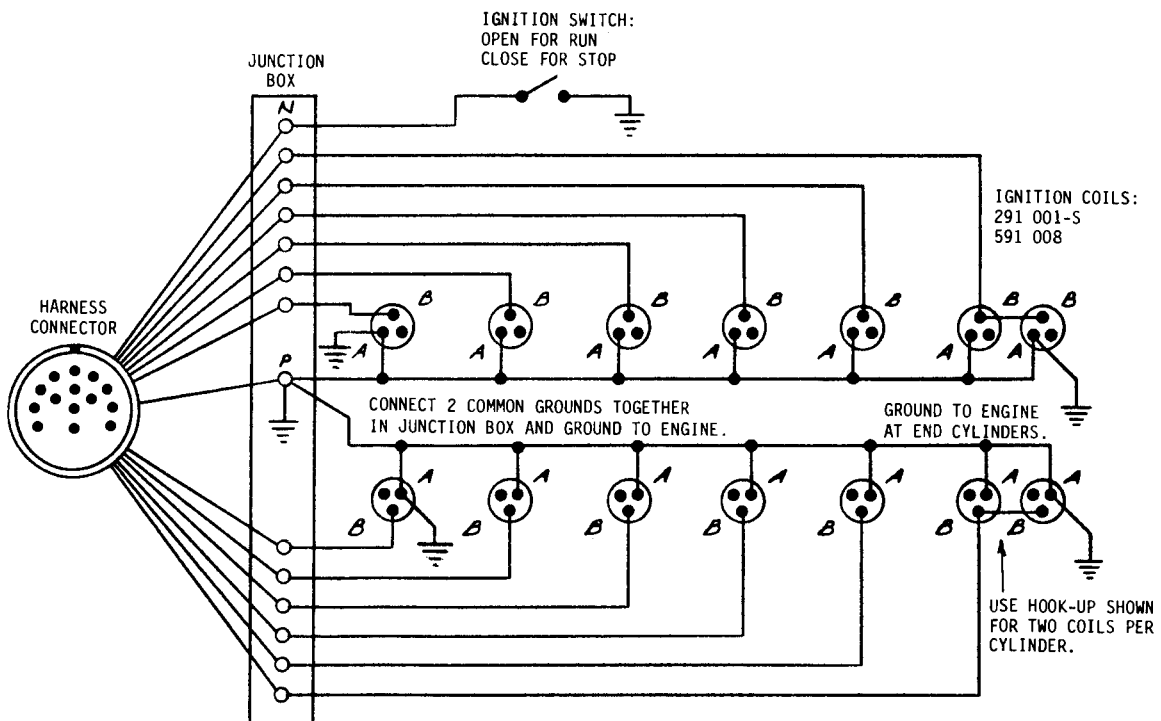 IGNITION SWITCH:
OPEN FOR RUN
CLOSE FOR STOP
JUNCTION
BOX
N
IGNITION COILS:
291 001-S
591 008
HARNESS
CONNECTOR
B
B
B
B
B
B
B
A
A
A
A
A
A
A
P
CONNECT 2 COMMON GROUNDS TOGETHER
IN JUNCTION BOX AND GROUND TO ENGINE.
GROUND TO ENGINE
AT END CYLINDERS.
A
A
A
A
A
A
A
B
B
B
B
B
B
B
USE HOOK-UP SHOWN
FOR TWO COILS PER
CYLINDER.